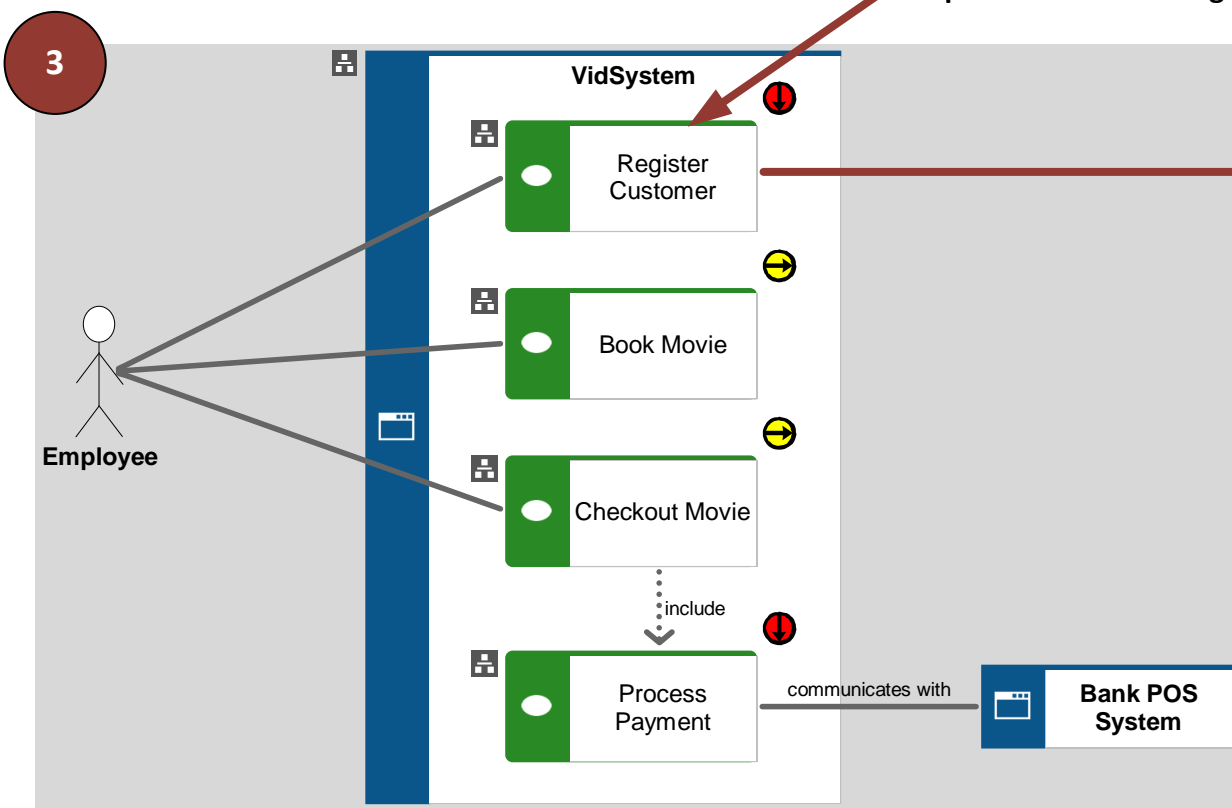 3
VidSystem
Register
Customer
Book Movie
Employee
Checkout Movie
include
Process
Payment
communicates with
Bank POS
System